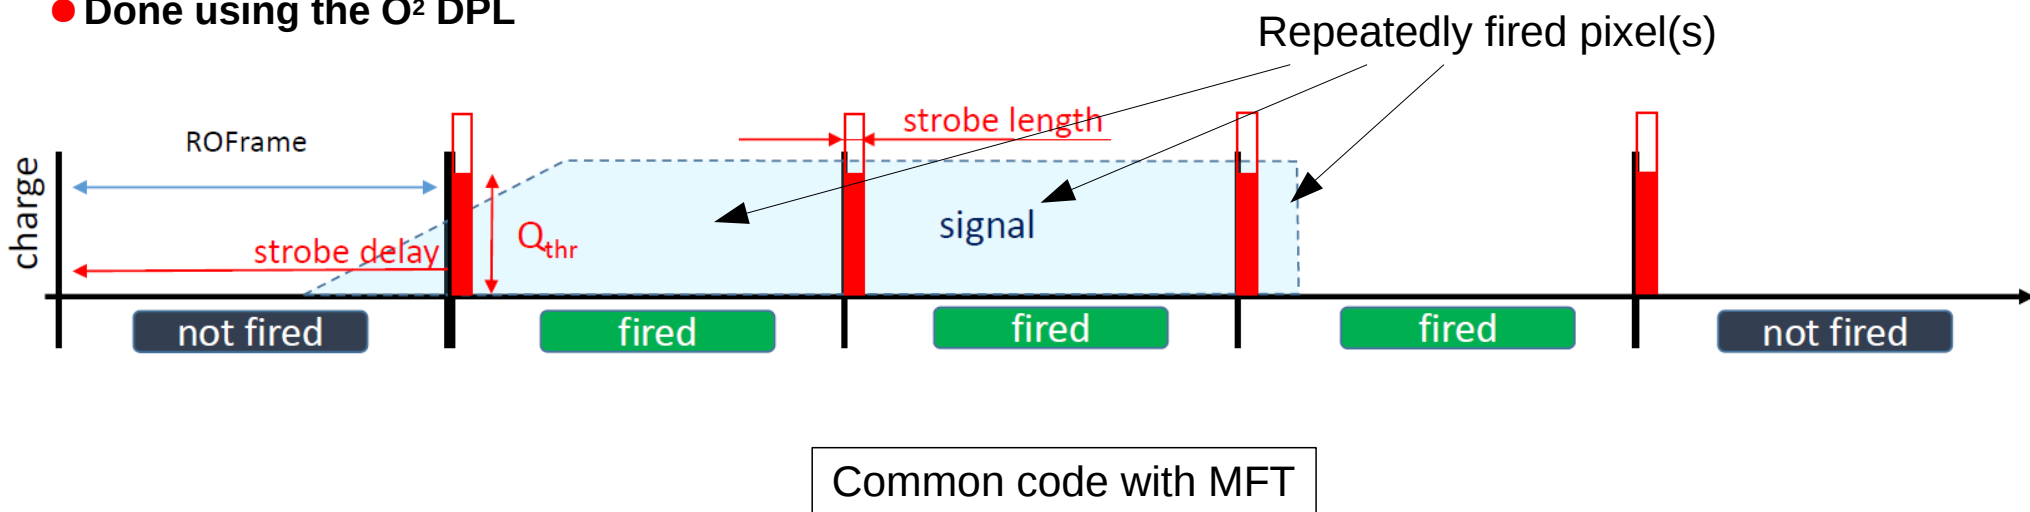 ● Done using the O² DPL
Repeatedly fired pixel(s)
strobe length
ROFrame
charge
signal
Qthr
strobe delay
not fired
fired
fired
fired
not fired
Common code with MFT